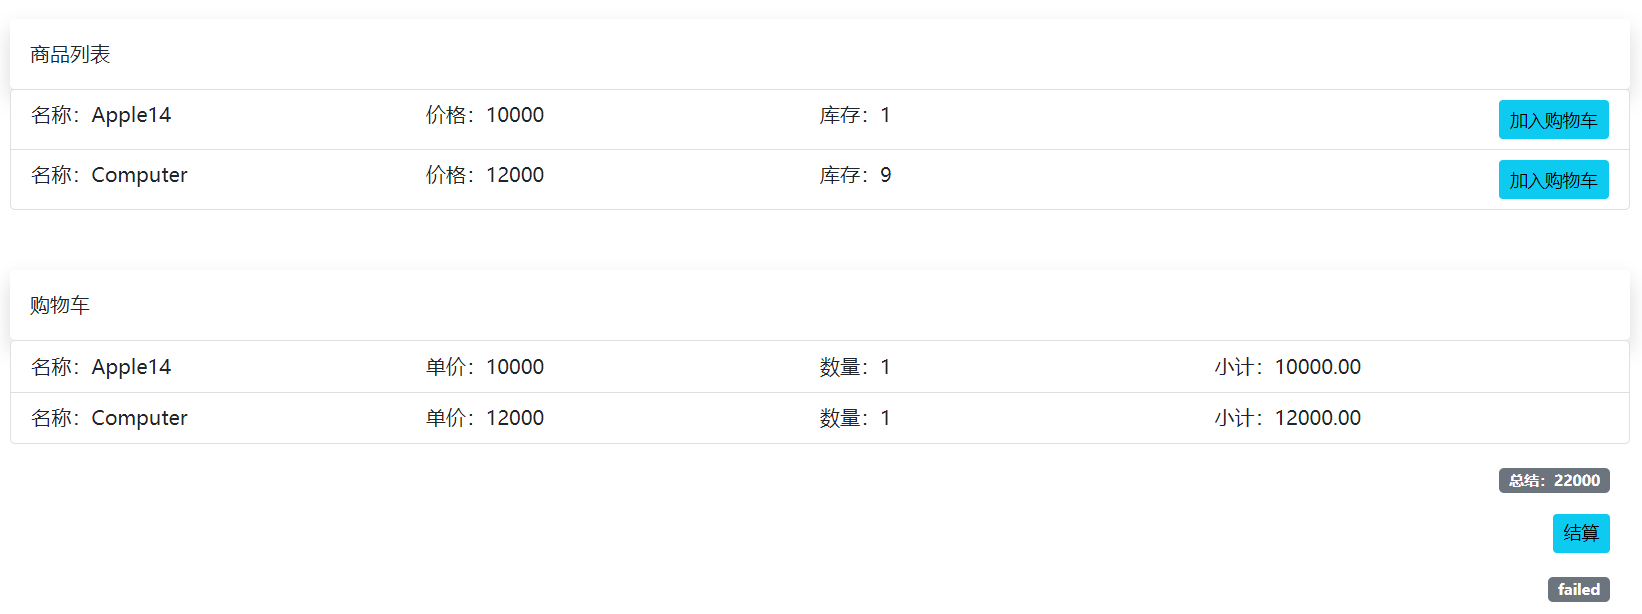 商品列表
名称：Apple14 价格：10000 库存：1 加入购物车
名称：Computer 价格：12000 库存：9 加入购物车
购物车
名称：Apple14 单价：10000 数量：1 小计：10000.00
名称：Computer 单价：12000 数量：1 小计：12000.00
总结：22000
结算
failed